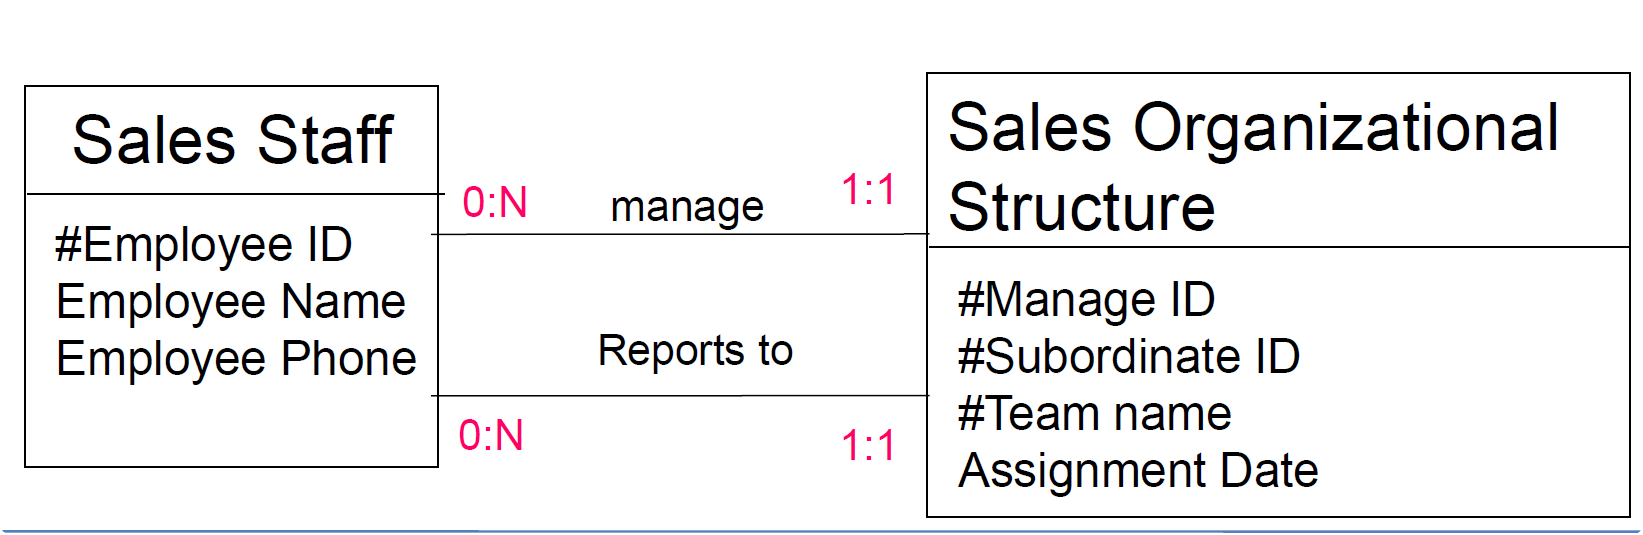 Sales Staff
#Employee ID
Employee Name
Employee Phone
0:N
manage
1:1
Reports to
0:N
1:1
Sales Organizational
Structure
#Manage ID
#Subordinate ID
#Team name
Assignment Date